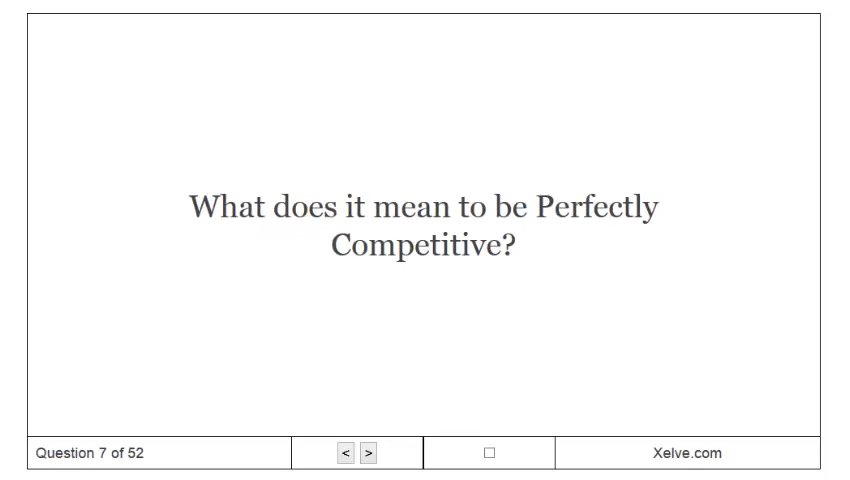 What does it mean to be Perfectly
Competitive?
Question 7 of 52
< >
Xelve.com